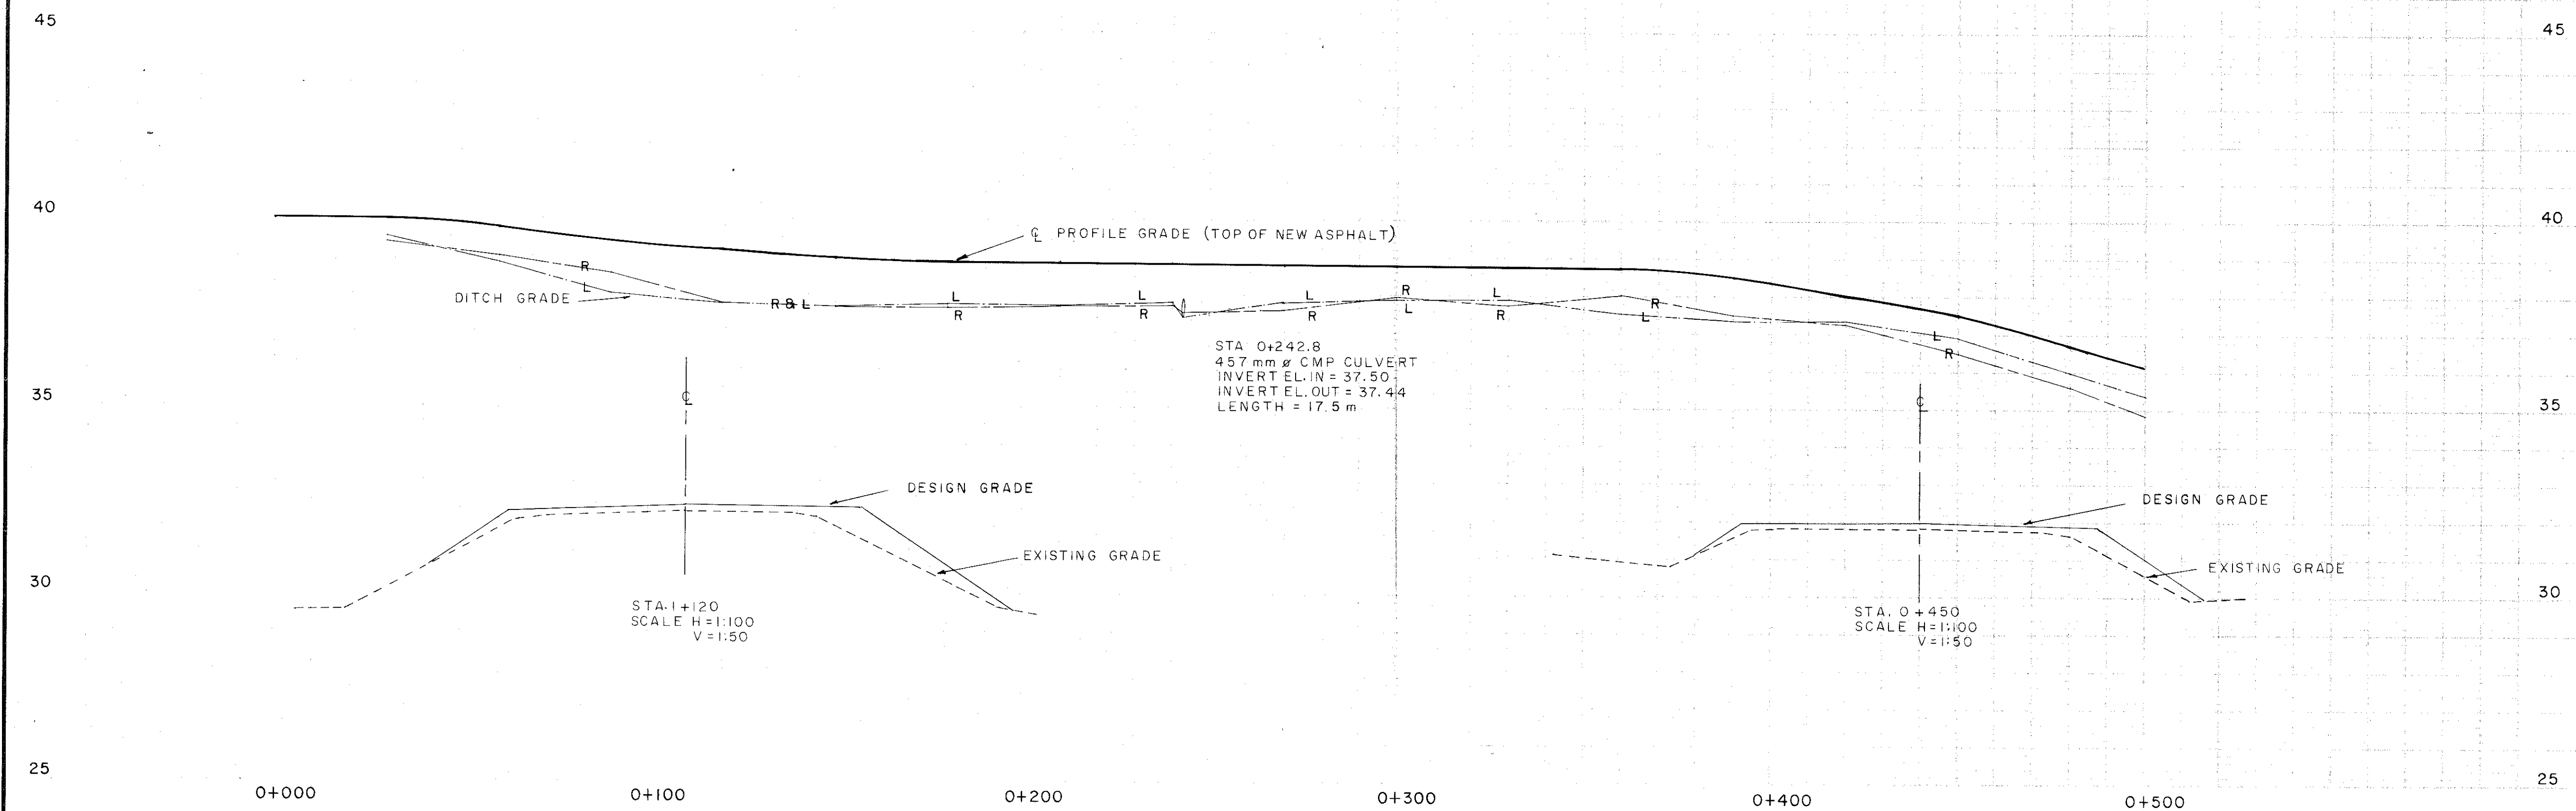 45
45
40
40
℄ PROFILE GRADE (TOP OF NEW ASPHALT)
R
L
DITCH GRADE
R & L
L
R
L
R
L
R
R
L
L
R
R
L
L
R
STA 0+242.8
457 mm ø CMP CULVERT
INVERT EL. IN = 37.50
INVERT EL. OUT = 37.44
LENGTH = 17.5 m
35
35
℄
℄
DESIGN GRADE
DESIGN GRADE
EXISTING GRADE
EXISTING GRADE
30
30
STA. 1+120
SCALE H=1:100
V=1:50
STA. 0+450
SCALE H=1:100
V=1:50
25
25
0+000 0+100 0+200 0+300 0+400 0+500